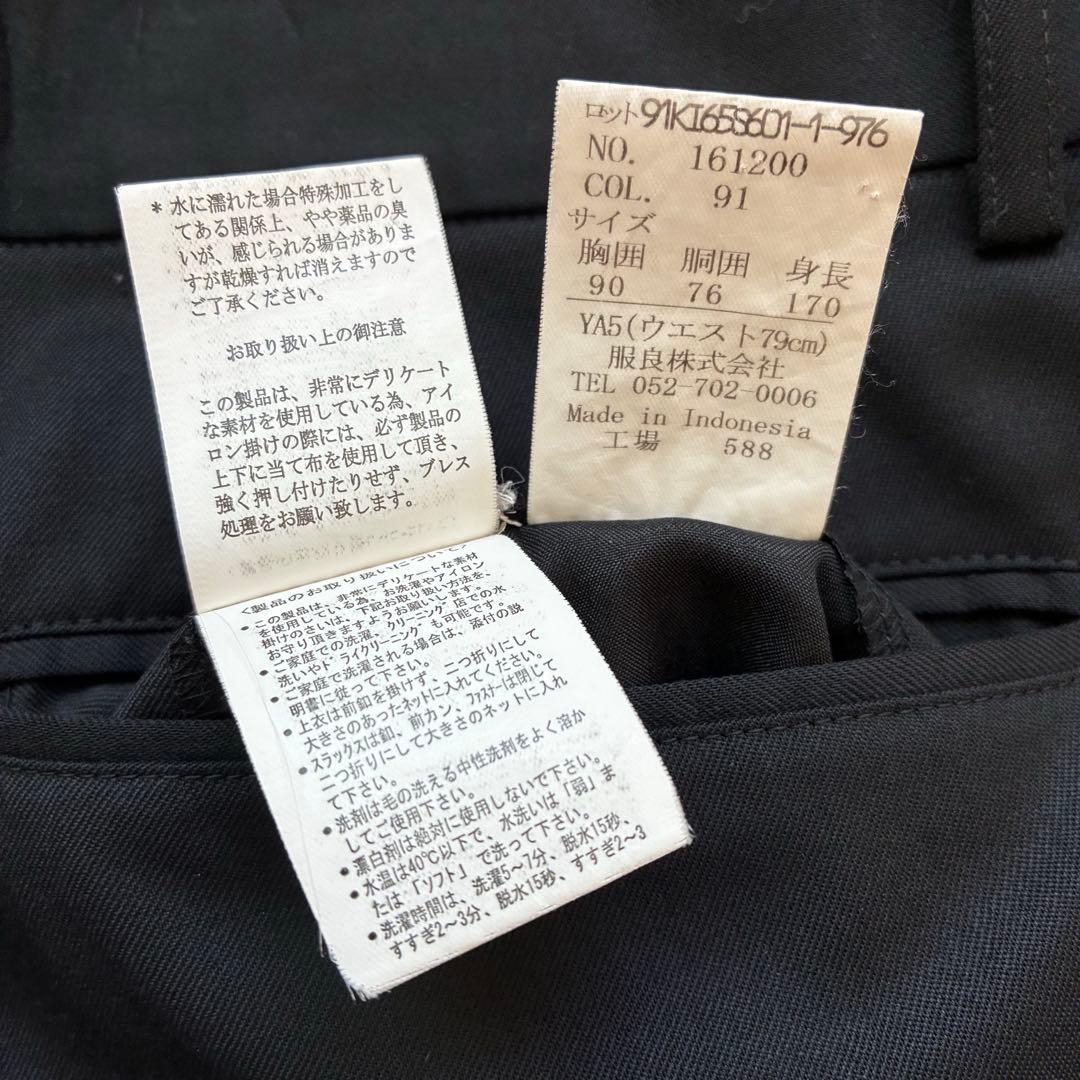 ＊水に濡れた場合特殊加工をし
てある関係上、やや薬品の臭
いが、感じられる場合がありま
すが乾燥すれば消えますので
ご了承ください。
お取り扱い上の御注意
この製品は、非常にデリケート
な素材を使用している為、アイ
ロン掛けの際には、必ず製品の
上下に当て布を使用して頂き、
強く押し付けたりせず、プレス
処理をお願い致します。
〈製品のお取り扱いについて〉
●この製品は、非常にデリケートな素材
を使用している為、お洗濯やアイロン
掛けのさいは、下記お取り扱い方法を、
お守り頂きますようお願いします。
●ご家庭での洗濯、クリーニング店での水
洗いやドライクリーニングも可能です。
●ご家庭で洗濯される場合は、添付の説
明書に従って下さい。
●上衣は前釦を掛けず、二つ折りにして
大きさのあったネットに入れてください。
●スラックスは釦、前カン、ファスナーは閉じて
二つ折りにして大きさのネットに入れ
て下さい。
●洗剤は毛の洗える中性洗剤をよく溶か
してご使用下さい。
●漂白剤は絶対に使用しないで下さい。
●水温は40℃以下で、水洗いは「弱」ま
たは「ソフト」で洗って下さい。
●洗濯時間は、洗濯5～7分、脱水15秒、
すすぎ2～3分、脱水15秒、すすぎ2～3
ロット91KI65S601-1-976
NO. 161200
COL. 91
サイズ
胸囲 胴囲 身長
90 76 170
YA5(ウエスト79cm)
服良株式会社
TEL 052-702-0006
Made in Indonesia
工場 588